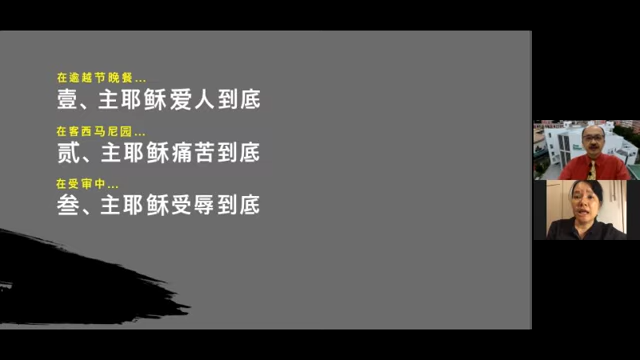 在逾越节晚餐...
壹、主耶稣爱人到底
在客西马尼园...
贰、主耶稣痛苦到底
在受审中...
叁、主耶稣受辱到底